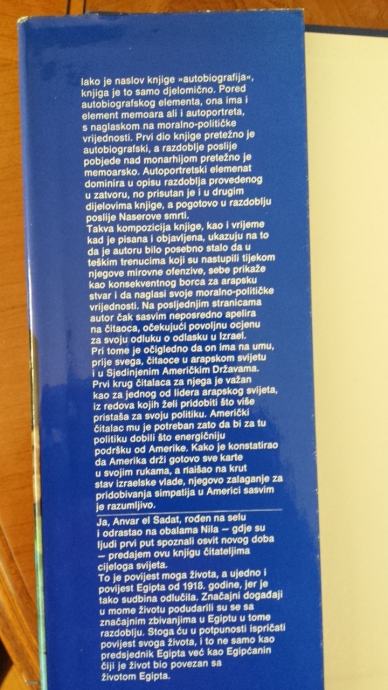 Iako je naslov knjige »autobiografija«,
knjiga je to samo djelomično. Pored
autobiografskog elementa, ona ima i
element memoara ali i autoportreta,
s naglaskom na moralno-političke
vrijednosti. Prvi dio knjige pretežno je
autobiografski, a razdoblje poslije
pobjede nad monarhijom pretežno je
memoarsko. Autoportretski elemenat
dominira u opisu razdoblja provedenog
u zatvoru, no prisutan je i u drugim
dijelovima knjige, a pogotovo u razdoblju
poslije Naserove smrti.
Takva kompozicija knjige, kao i vrijeme
kad je pisana i objavljena, ukazuju na to
da je autoru bilo posebno stalo da u
teškim trenucima koji su nastupili tijekom
njegove mirovne ofenzive, sebe prikaže
kao konsekventnog borca za arapsku
stvar i da naglasi svoje moralno-političke
vrijednosti. Na posljednjim stranicama
autor čak sasvim neposredno apelira
na čitaoca, očekujući povoljnu ocjenu
za svoju odluku o odlasku u Izrael.
Pri tome je očigledno da on ima na umu,
prije svega, čitaoce u arapskom svijetu
i u Sjedinjenim Američkim Državama.
Prvi krug čitalaca za njega je važan
kao za jednog od lidera arapskog svijeta,
iz redova kojih želi pridobiti što više
pristaša za svoju politiku. Američki
čitalac mu je potreban zato da bi za tu
politiku dobili što energičniju
podršku od Amerike. Kako je konstatirao
da Amerika drži gotovo sve karte
u svojim rukama, a naišao na krut
stav izraelske vlade, njegovo zalaganje za
pridobivanja simpatija u Americi sasvim
je razumljivo.
Ja, Anvar el Sadat, rođen na selu
i odrastao na obalama Nila — gdje su
ljudi prvi put spoznali osvit novog doba
— predajem ovu knjigu čitateljima
cijeloga svijeta.
To je povijest moga života, a ujedno i
povijest Egipta od 1918. godine, jer je
tako sudbina odlučila. Značajni događaji
u mome životu podudarili su se sa
značajnim zbivanjima u Egiptu u tome
razdoblju. Stoga ću u potpunosti ispričati
povijest svoga života, i to ne samo kao
predsjednik Egipta već kao Egipćanin
čiji je život bio povezan sa
životom Egipta.